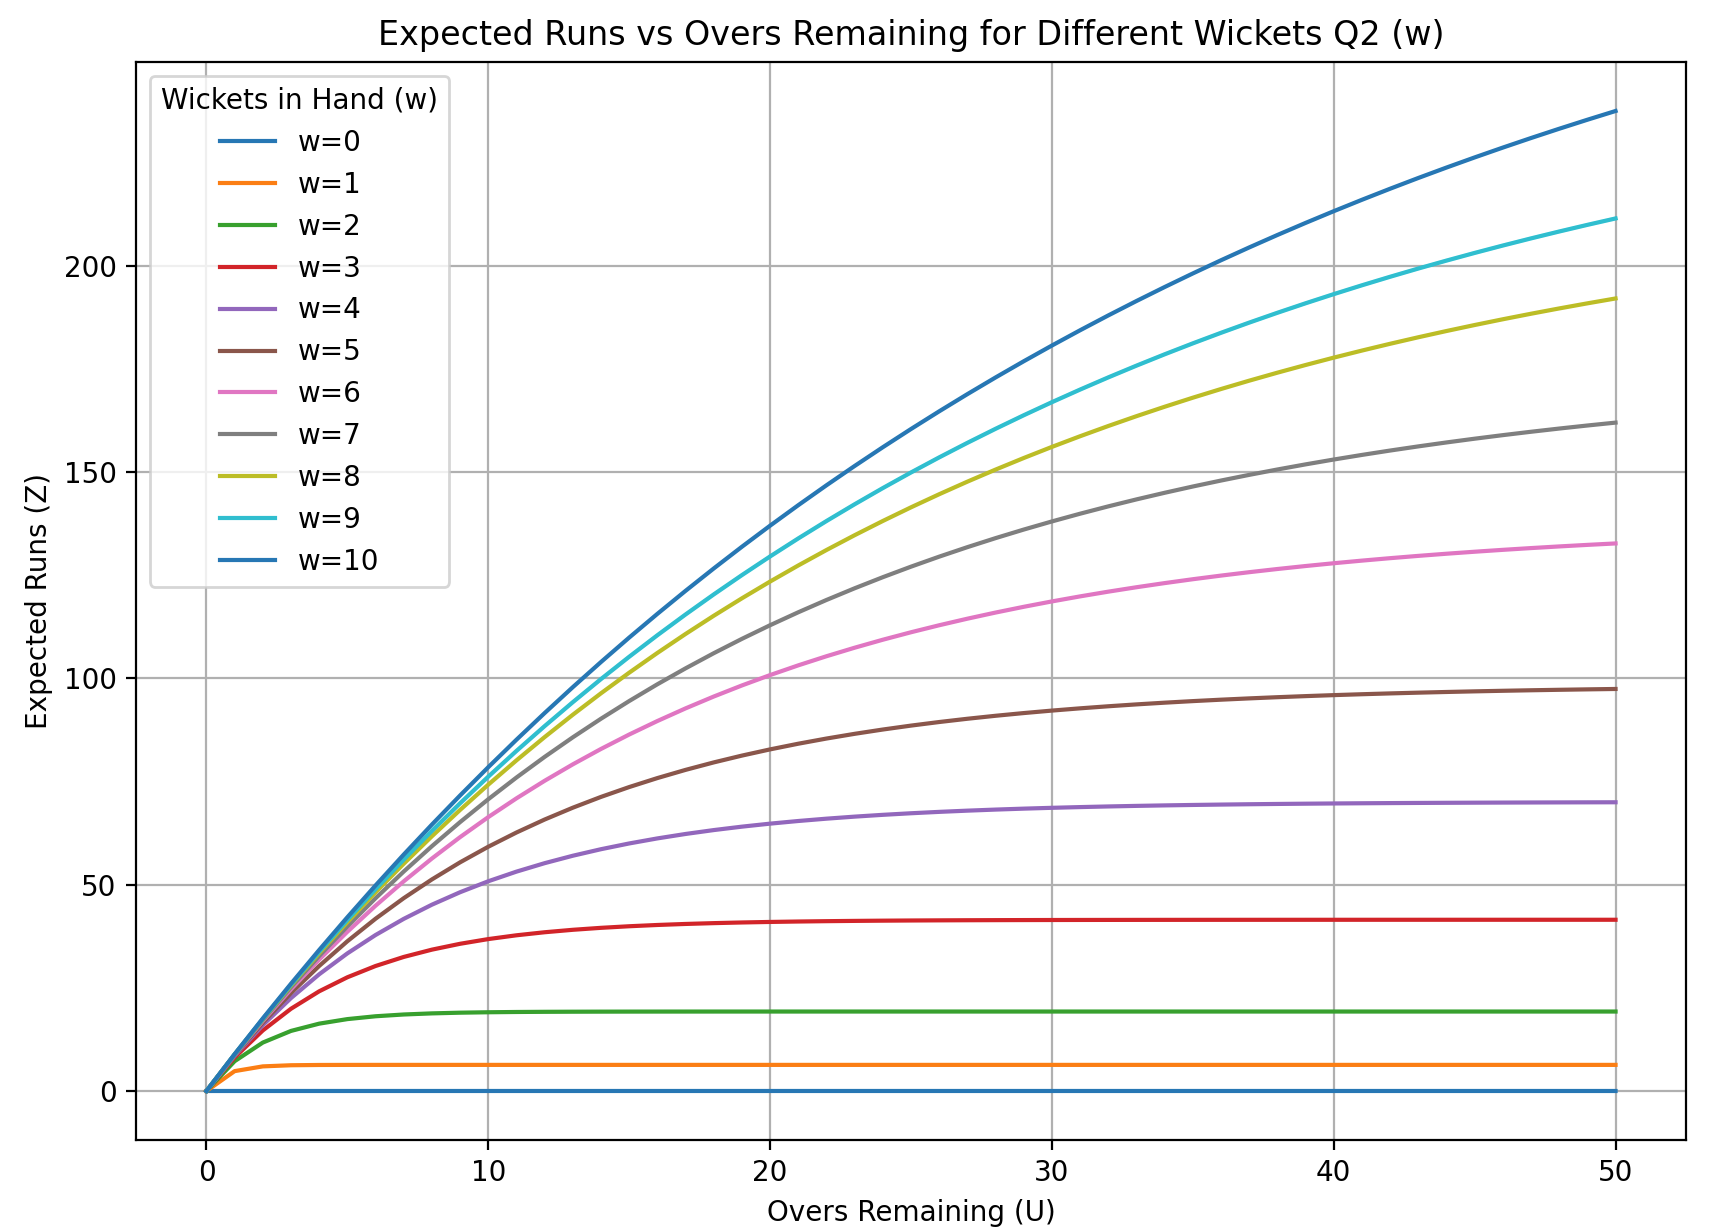 Expected Runs vs Overs Remaining for Different Wickets Q2 (w)
Wickets in Hand (w)
w=0
w=1
w=2
w=3
w=4
w=5
w=6
w=7
w=8
w=9
w=10
Expected Runs (Z)
200
150
100
50
0
0 10 20 30 40 50
Overs Remaining (U)